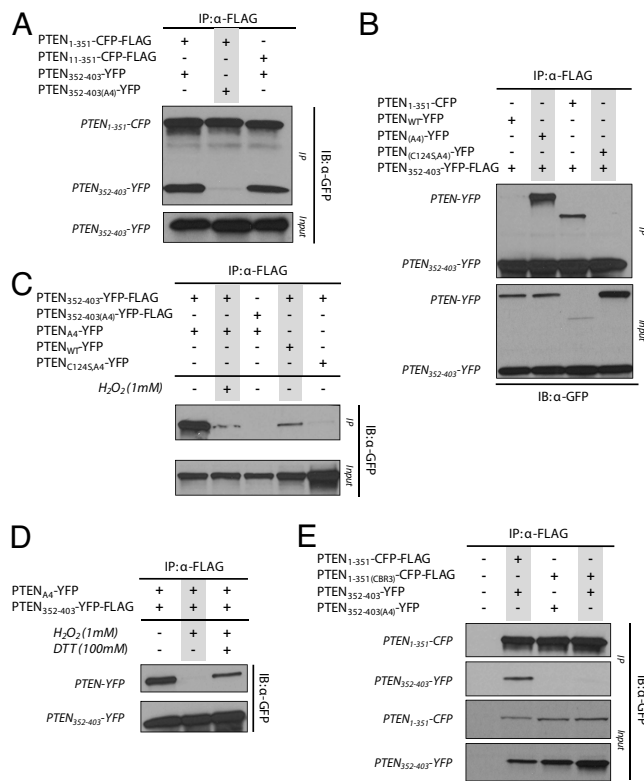 A
IP:α-FLAG
PTEN1-351-CFP-FLAG + + -
PTEN11-351-CFP-FLAG - - +
PTEN352-403-YFP + - +
PTEN352-403(A4)-YFP - + -
PTEN1-351-CFP
PTEN352-403-YFP
IP
PTEN352-403-YFP
Input
IB:α-GFP
B
IP:α-FLAG
PTEN1-351-CFP - - + -
PTENWT-YFP + - - -
PTEN(A4)-YFP - + - -
PTEN(C124S,A4)-YFP - - - +
PTEN352-403-YFP-FLAG + + + +
PTEN-YFP
PTEN352-403-YFP
IP
PTEN-YFP
PTEN352-403-YFP
Input
IB:α-GFP
C
IP:α-FLAG
PTEN352-403-YFP-FLAG + + - + +
PTEN352-403(A4)-YFP-FLAG - - + - -
PTENA4-YFP + + + - -
PTENWT-YFP - - - + -
PTENC124S,A4-YFP - - - - +
H2O2 (1mM) - + - - -
IP
Input
IB:α-GFP
D
IP:α-FLAG
PTENA4-YFP + + +
PTEN352-403-YFP-FLAG + + +
H2O2 (1mM) - + +
DTT (100mM) - - +
PTEN-YFP
PTEN352-403-YFP
IB:α-GFP
E
IP:α-FLAG
PTEN1-351-CFP-FLAG - + - -
PTEN1-351(CBR3)-CFP-FLAG - - + +
PTEN352-403-YFP - + - +
PTEN352-403(A4)-YFP - - + -
PTEN1-351-CFP
PTEN352-403-YFP
IP
PTEN1-351-CFP
PTEN352-403-YFP
Input
IB:α-GFP